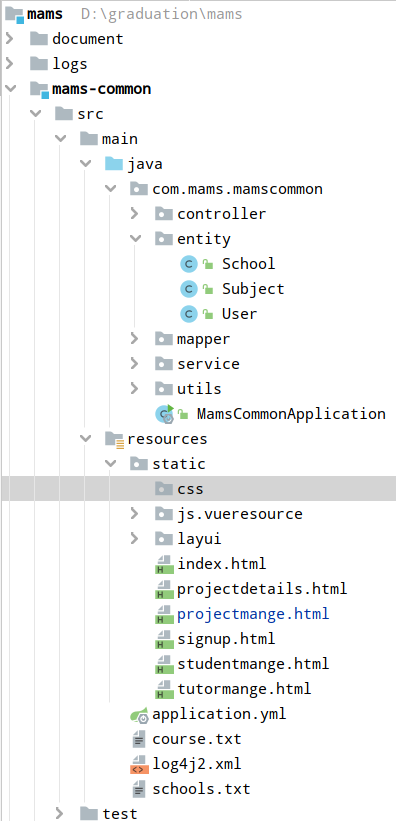 mams D:\graduation\mams
document
logs
mams-common
src
main
java
com.mams.mamscommon
controller
entity
C School
C Subject
C User
mapper
service
utils
C MamsCommonApplication
resources
static
css
js.vueresource
layui
H index.html
H projectdetails.html
H projectmange.html
H signup.html
H studentmange.html
H tutormange.html
application.yml
course.txt
log4j2.xml
schools.txt
test